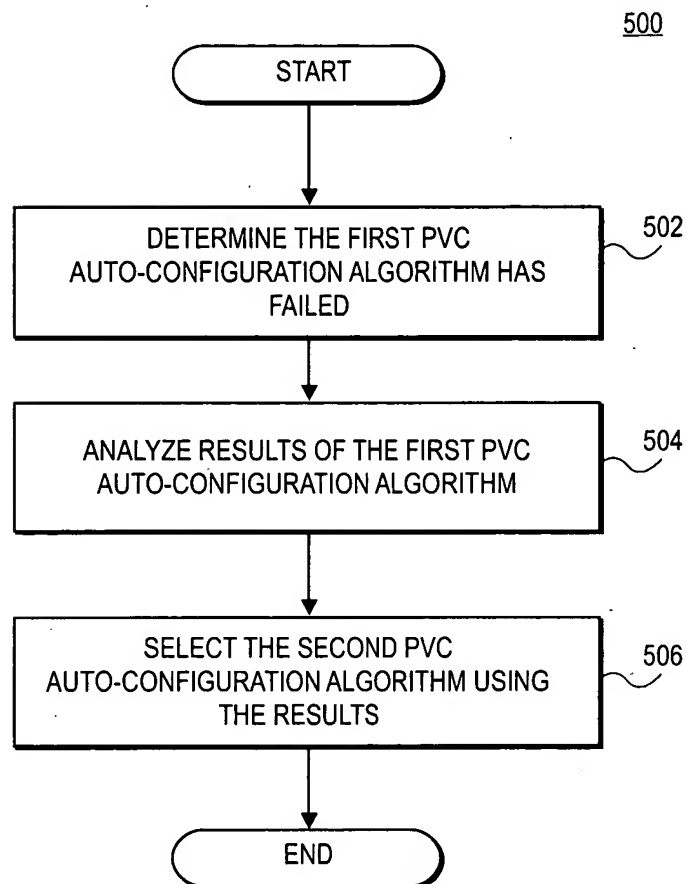 500
START
DETERMINE THE FIRST PVC
AUTO-CONFIGURATION ALGORITHM HAS
FAILED
502
ANALYZE RESULTS OF THE FIRST PVC
AUTO-CONFIGURATION ALGORITHM
504
SELECT THE SECOND PVC
AUTO-CONFIGURATION ALGORITHM USING
THE RESULTS
506
END